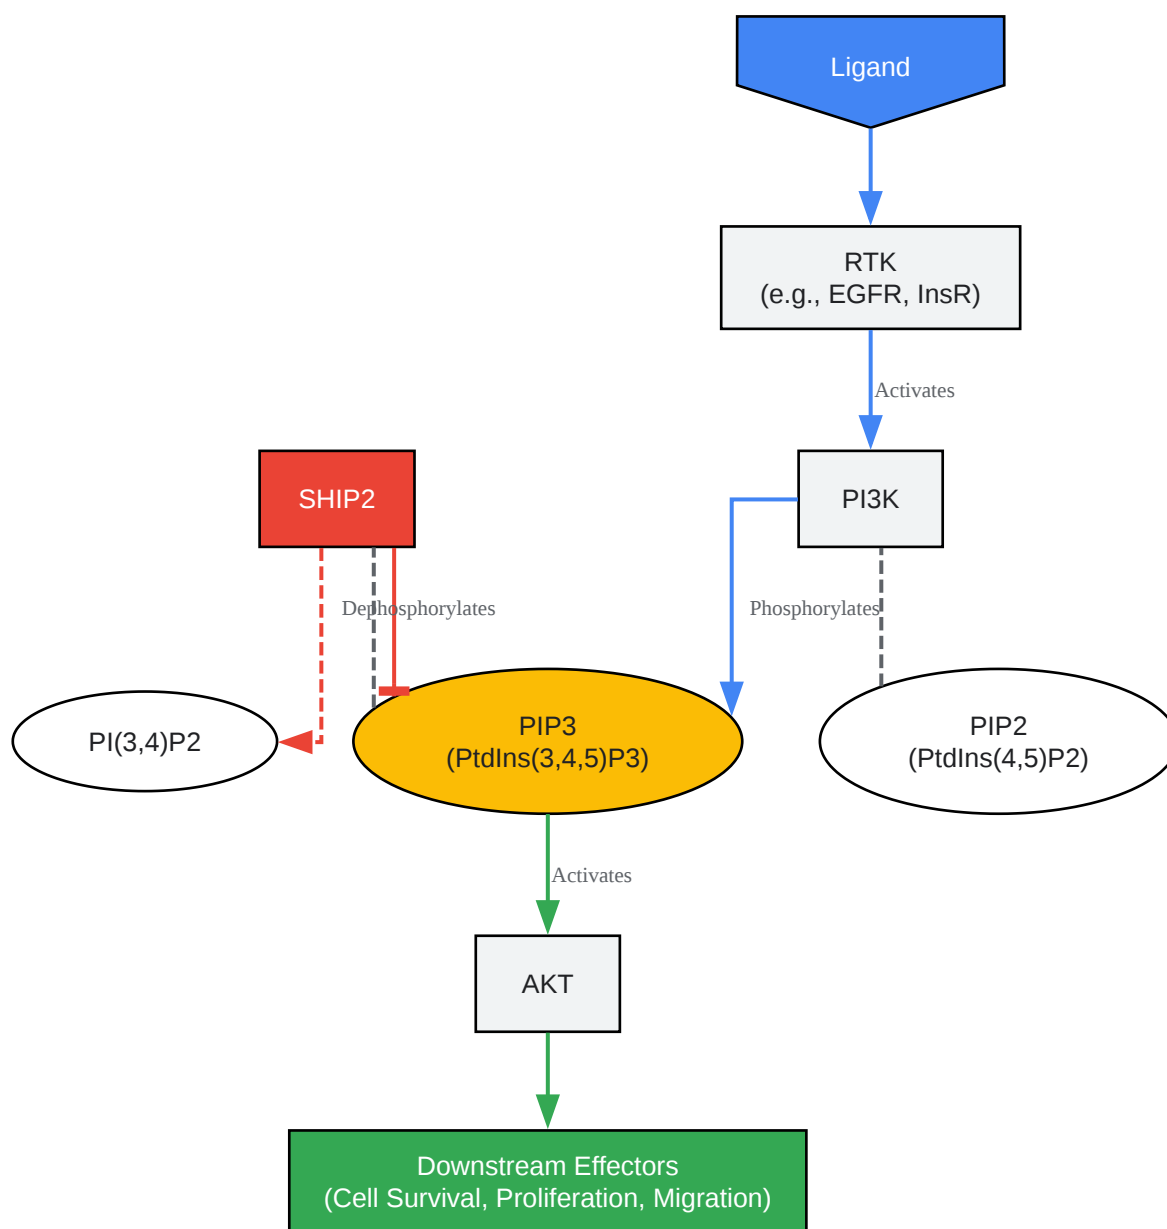 Ligand
RTK
(e.g., EGFR, InsR)
Activates
SHIP2
PI3K
Dephosphorylates
Phosphorylates
PI(3,4)P2
PIP3
(PtdIns(3,4,5)P3)
PIP2
(PtdIns(4,5)P2)
Activates
AKT
Downstream Effectors
(Cell Survival, Proliferation, Migration)